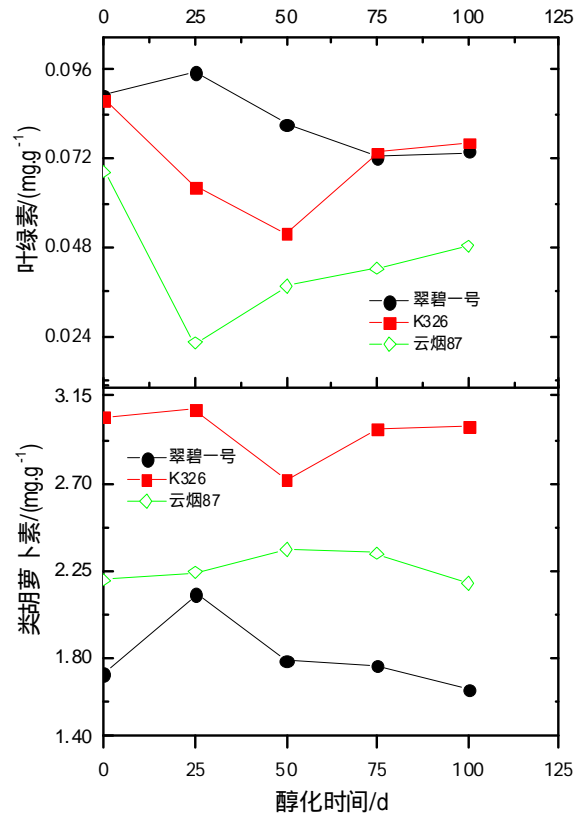 0 25 50 75 100 125
0.096
0.072
0.048
0.024
叶绿素/(mg.g⁻¹)
翠碧一号
K326
云烟87
3.15
2.70
2.25
1.80
1.40
类胡萝卜素/(mg.g⁻¹)
翠碧一号
K326
云烟87
0 25 50 75 100 125
醇化时间/d